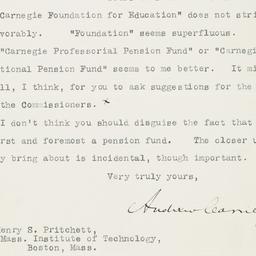 Carnegie Foundation for Education" does not stri
vorably. "Foundation" seems superfluous.
"Carnegie Professorial Pension Fund" or "Carnegi
tional Pension Fund" seems to me better. It mi
ll, I think, for you to ask suggestions for the
the Commissioners.
I don't think you should disguise the fact that
rst and foremost a pension fund. The closer u
y bring about is incidental, though important.
Very truly yours,
Andrew Carne
enry S. Pritchett,
Mass. Institute of Technology,
Boston, Mass.